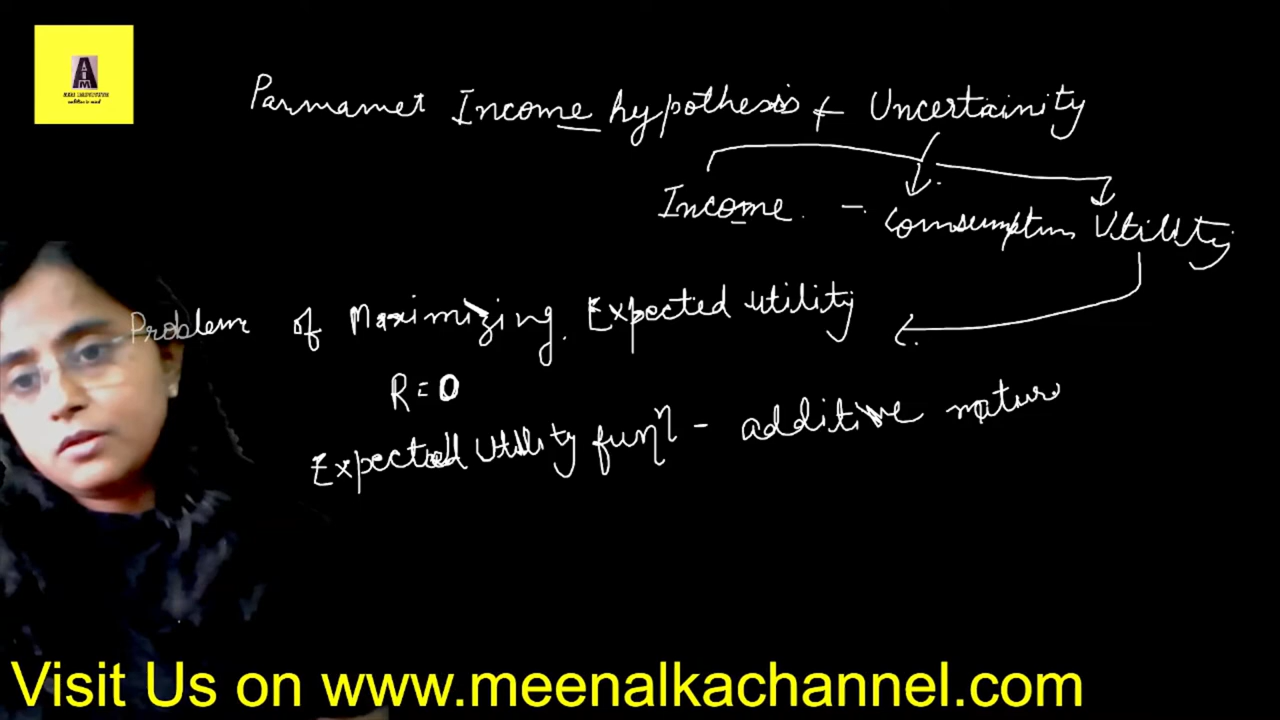 Parmamet Income hypothesis + Uncertainity
Income. - Consumption Utility
Problem of Maximizing. Expected Utility
R = 0
Expected Utility funⁿ - additive nature
Visit Us on www.meenalkachannel.com